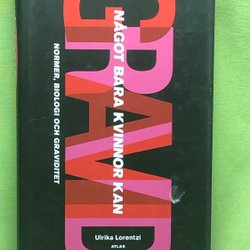 GRAVID
NÅGOT BARA KVINNOR KAN
NORMER, BIOLOGI OCH GRAVIDITET
Ulrika Lorentzi
ATLAS